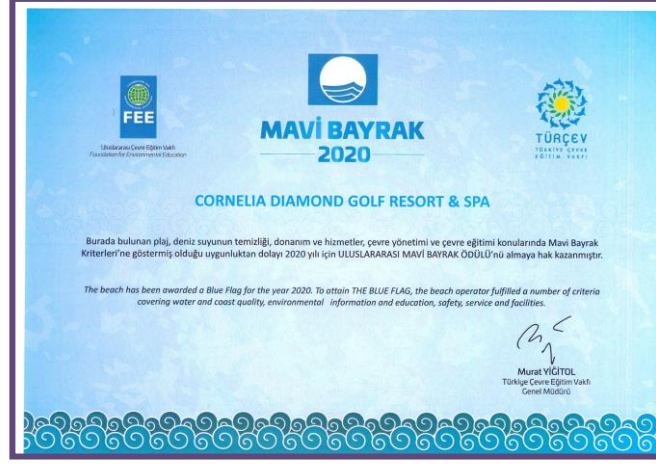 FEE
Uluslararası Çevre Eğitim Vakfı
Foundation for Environmental Education
MAVİ BAYRAK
2020
TÜRÇEV
TÜRKİYE ÇEVRE
EĞİTİM VAKFI
CORNELIA DIAMOND GOLF RESORT & SPA
Burada bulunan plaj, deniz suyunun temizliği, donanım ve hizmetler, çevre yönetimi ve çevre eğitimi konularında Mavi Bayrak
Kriterleri'ne göstermiş olduğu uygunluktan dolayı 2020 yılı için ULUSLARARASI MAVİ BAYRAK ÖDÜLÜ'nü almaya hak kazanmıştır.
The beach has been awarded a Blue Flag for the year 2020. To attain THE BLUE FLAG, the beach operator fulfilled a number of criteria
covering water and coast quality, environmental information and education, safety, service and facilities.
Murat YİĞİTOL
Türkiye Çevre Eğitim Vakfı
Genel Müdürü